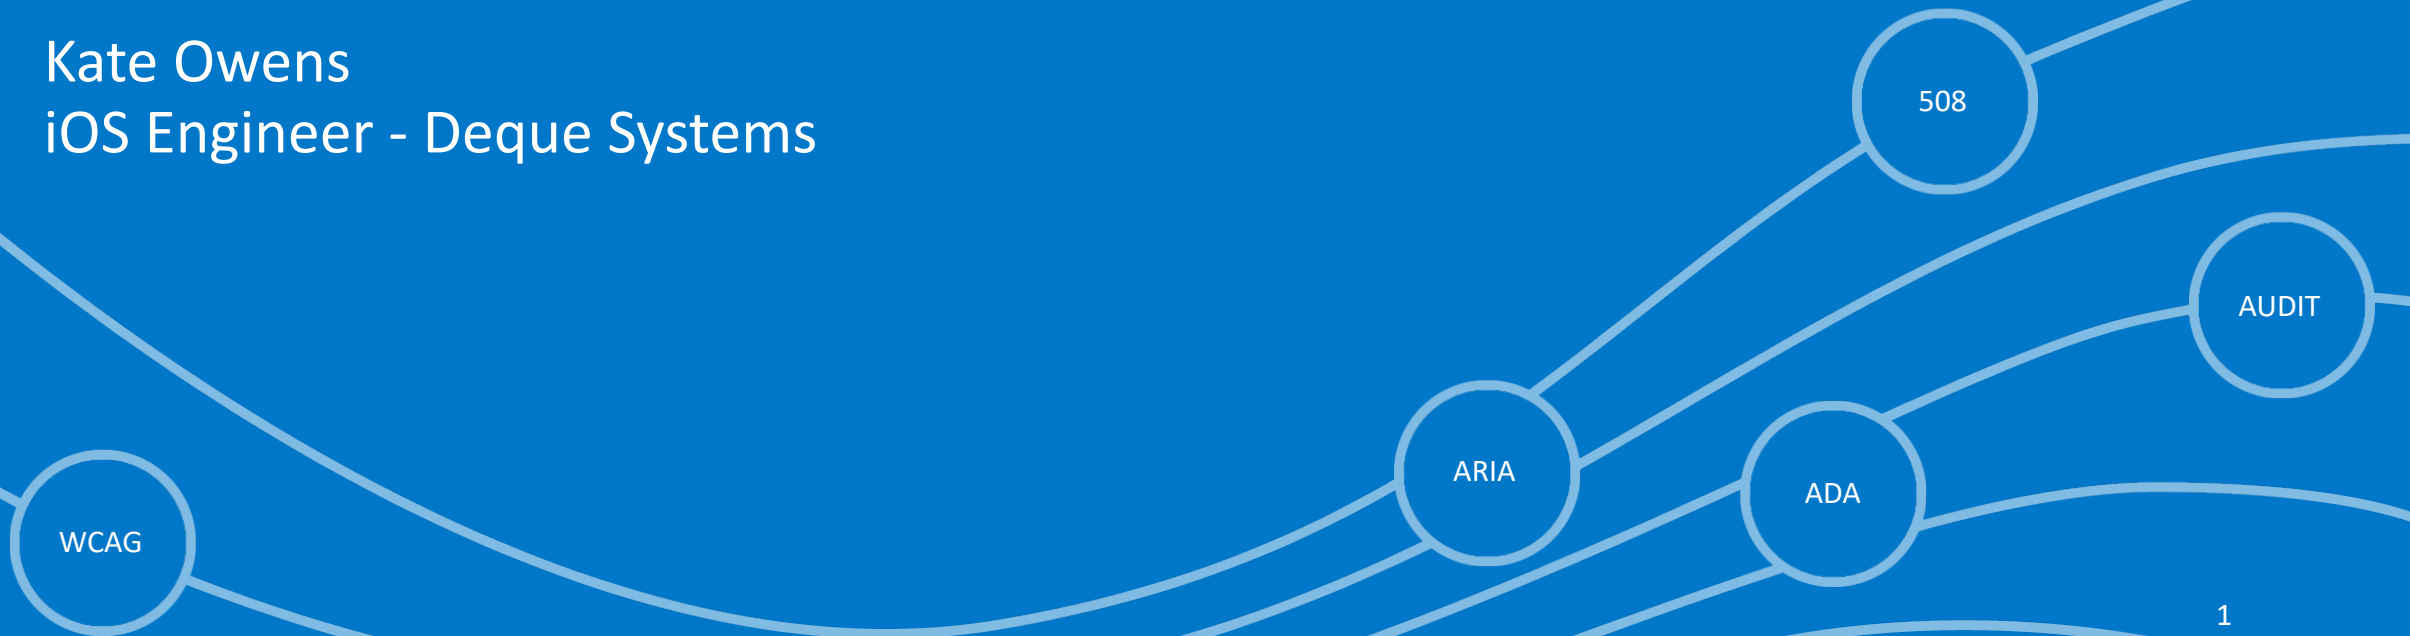 Kate Owens
iOS Engineer - Deque Systems
508
AUDIT
ARIA
ADA
WCAG
1